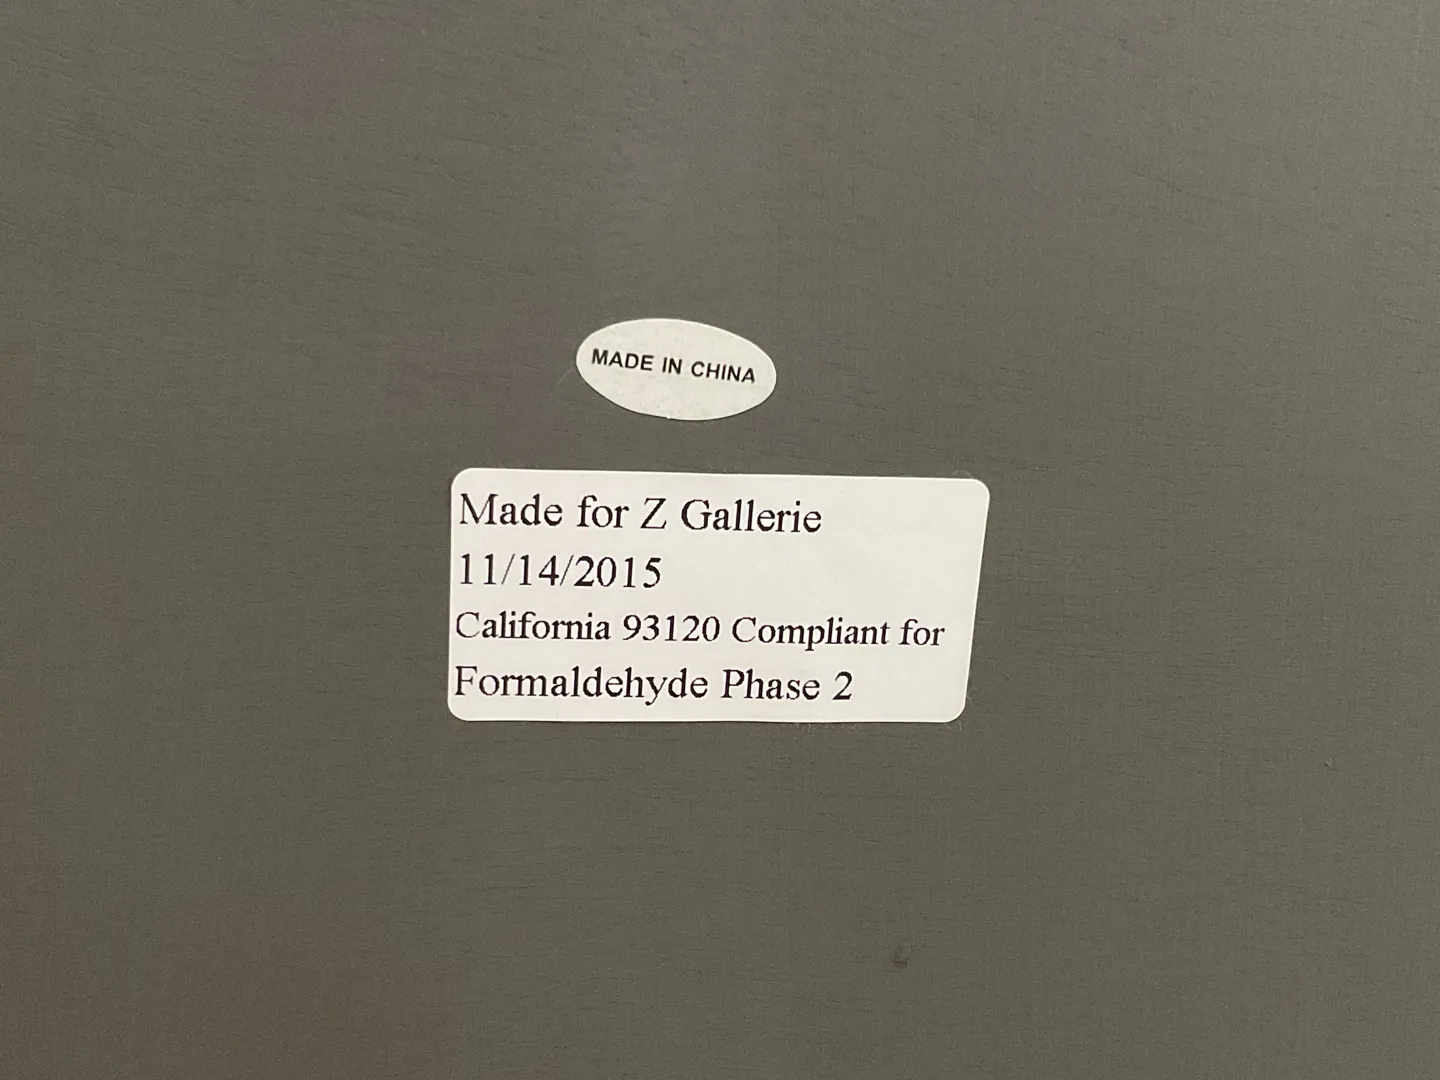 MADE IN CHINA
Made for Z Gallerie
11/14/2015
California 93120 Compliant for
Formaldehyde Phase 2